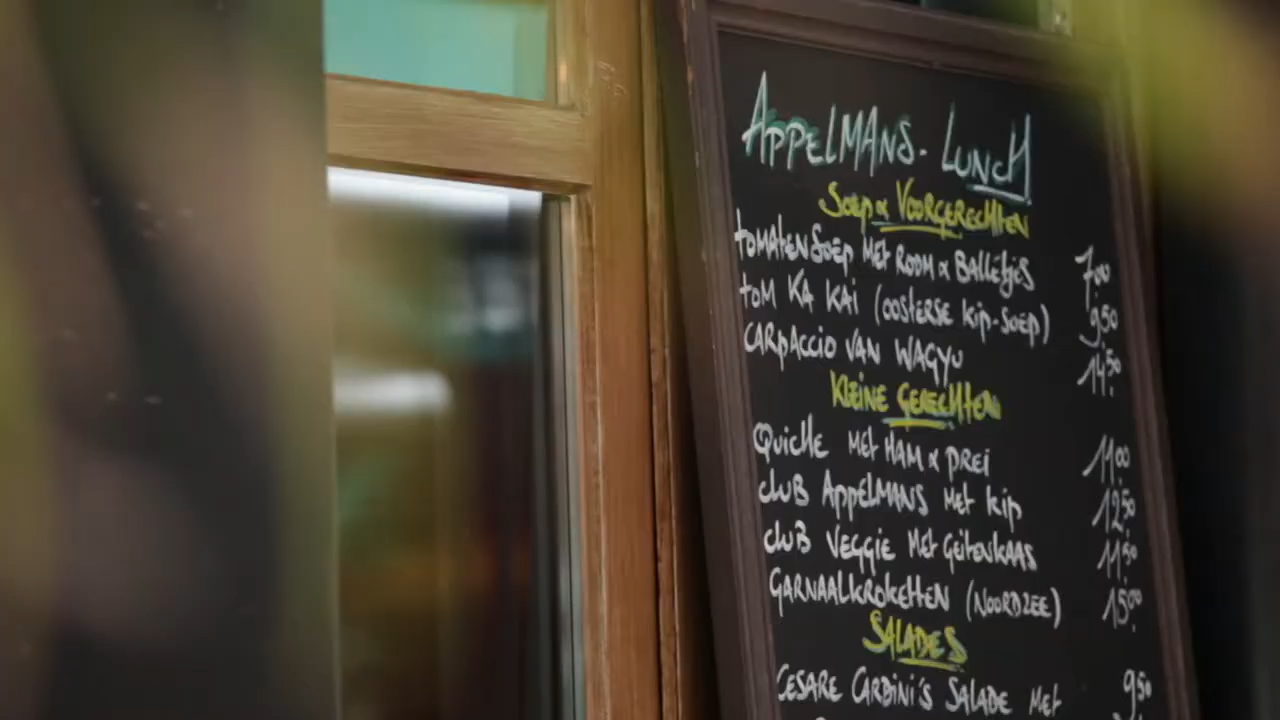 APPELMANS - LUNCH
SOEP & VOORGERECHTEN
TOMATENSOEP MET ROOM & BALLETJES 7,00
TOM KA KAI (OOSTERSE KIP-SOEP) 9,50
CARPACCIO VAN WAGYU 14,50
KLEINE GERECHTEN
QUICHE MET HAM & PREI 11,00
CLUB APPELMANS MET KIP 12,50
CLUB VEGGIE MET GEITENKAAS 11,50
GARNAALKROKETTEN (NOORDZEE) 15,00
SALADES
CESARE CARDINI'S SALADE MET 9,50